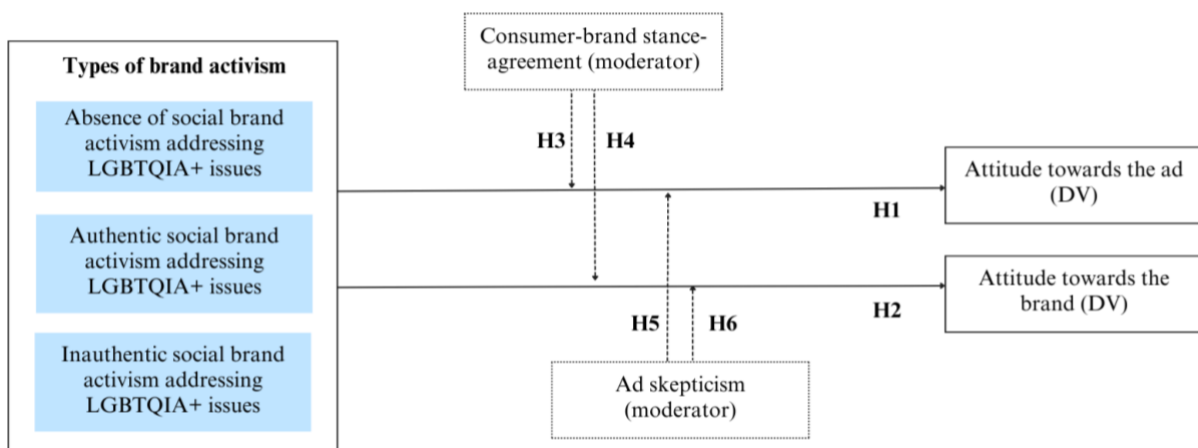 Types of brand activism
Absence of social brand
activism addressing
LGBTQIA+ issues
Authentic social brand
activism addressing
LGBTQIA+ issues
Inauthentic social brand
activism addressing
LGBTQIA+ issues
Consumer-brand stance-
agreement (moderator)
H3
H4
H1
H2
H5
H6
Ad skepticism
(moderator)
Attitude towards the ad
(DV)
Attitude towards the
brand (DV)